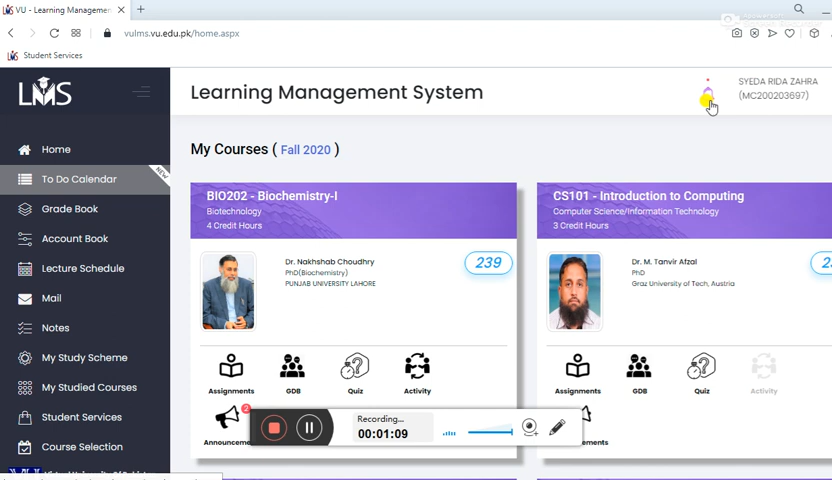 VU - Learning Managemen
vulms.vu.edu.pk/home.aspx
Student Services
LMS
Learning Management System
SYEDA RIDA ZAHRA
(MC200203697)
Home
To Do Calendar
NEW
Grade Book
Account Book
Lecture Schedule
Mail
Notes
My Study Scheme
My Studied Courses
Student Services
Course Selection
My Courses ( Fall 2020 )
BIO202 - Biochemistry-I
Biotechnology
4 Credit Hours
Dr. Nakhshab Choudhry
PhD(Biochemistry)
PUNJAB UNIVERSITY LAHORE
239
Assignments
GDB
Quiz
Activity
2
CS101 - Introduction to Computing
Computer Science/Information Technology
3 Credit Hours
Dr. M. Tanvir Afzal
PhD
Graz University of Tech, Austria
Assignments
GDB
Quiz
Activity
Recording...
00:01:09